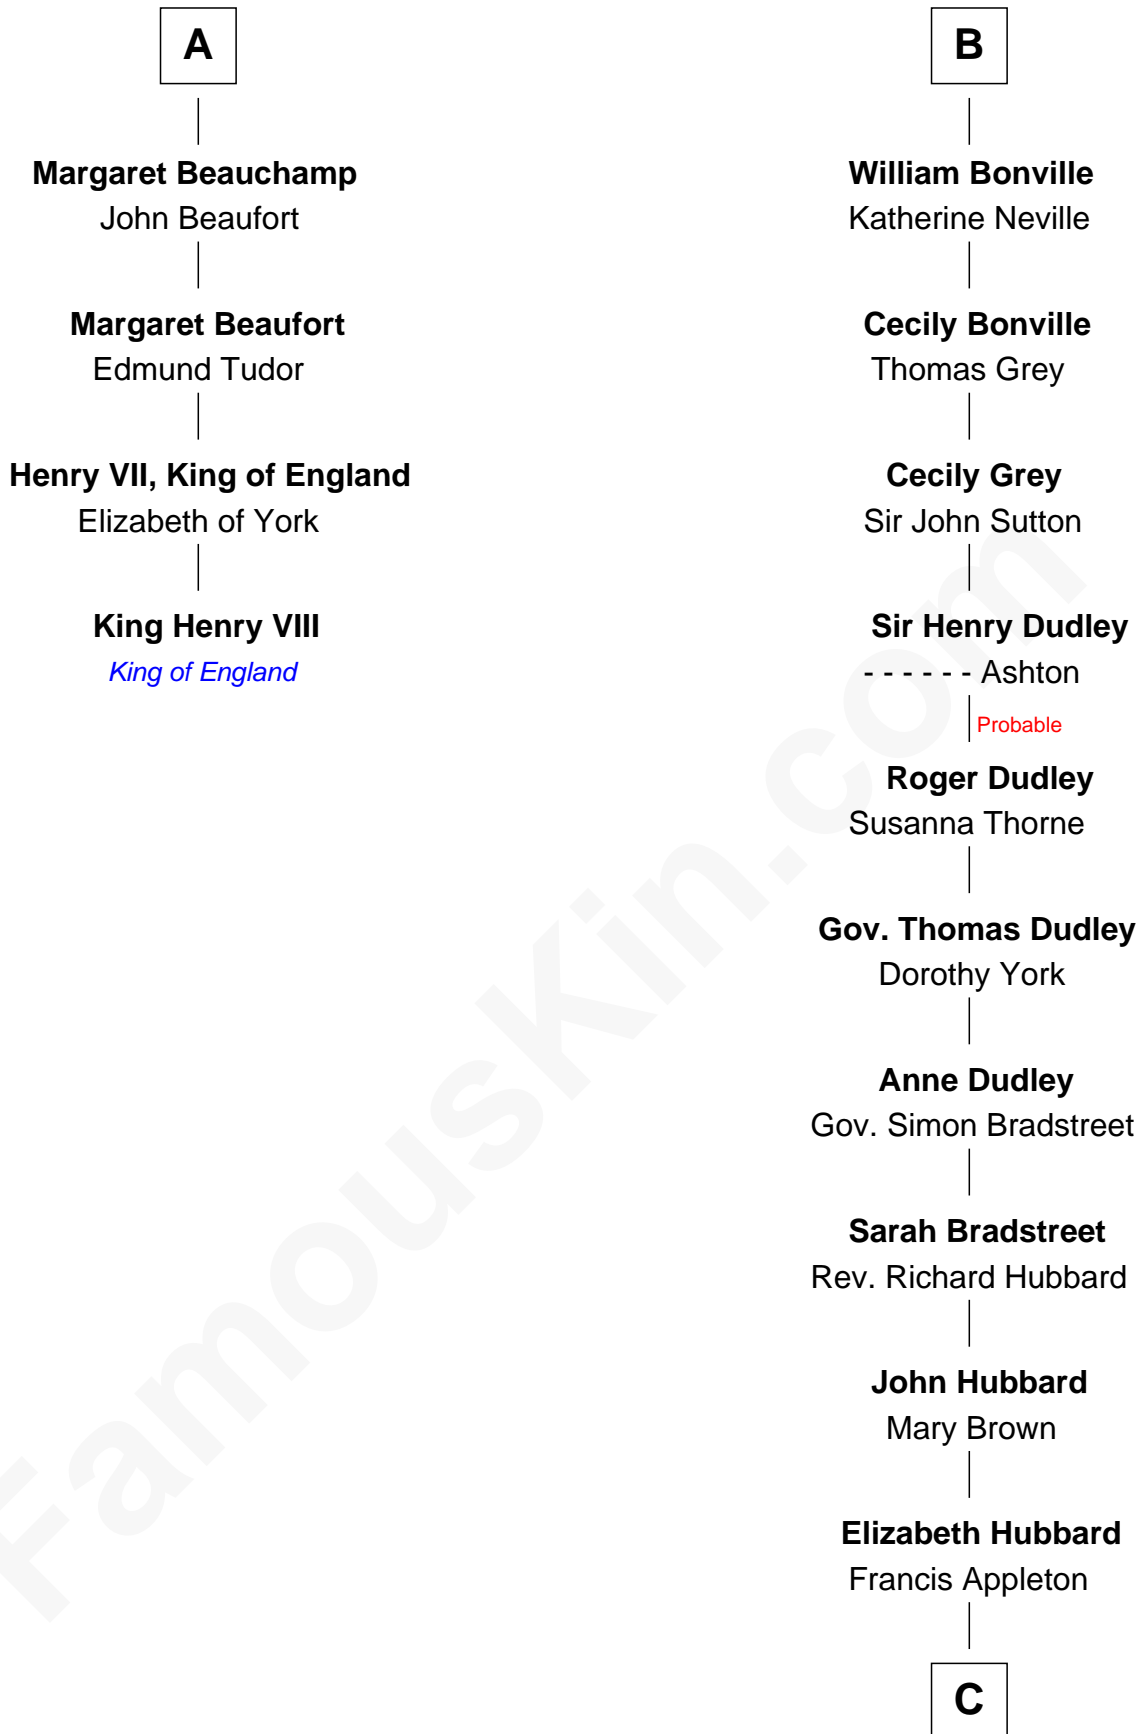 A
Margaret Beauchamp
John Beaufort
Margaret Beaufort
Edmund Tudor
Henry VII, King of England
Elizabeth of York
King Henry VIII
King of England
B
William Bonville
Katherine Neville
Cecily Bonville
Thomas Grey
Cecily Grey
Sir John Sutton
Sir Henry Dudley
- - - - - - Ashton
Probable
Roger Dudley
Susanna Thorne
Gov. Thomas Dudley
Dorothy York
Anne Dudley
Gov. Simon Bradstreet
Sarah Bradstreet
Rev. Richard Hubbard
John Hubbard
Mary Brown
Elizabeth Hubbard
Francis Appleton
C
FamousKin.com